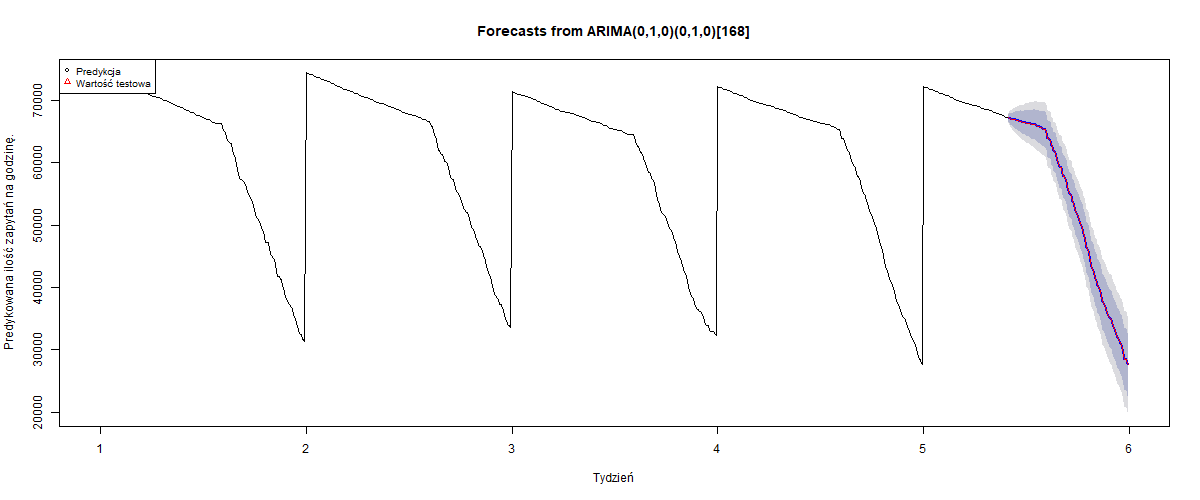 Forecasts from ARIMA(0,1,0)(0,1,0)[168]
Predykcja
Wartość testowa
Predykowana ilość zapytań na godzinę.
70000
60000
50000
40000
30000
20000
1 2 3 4 5 6
Tydzień